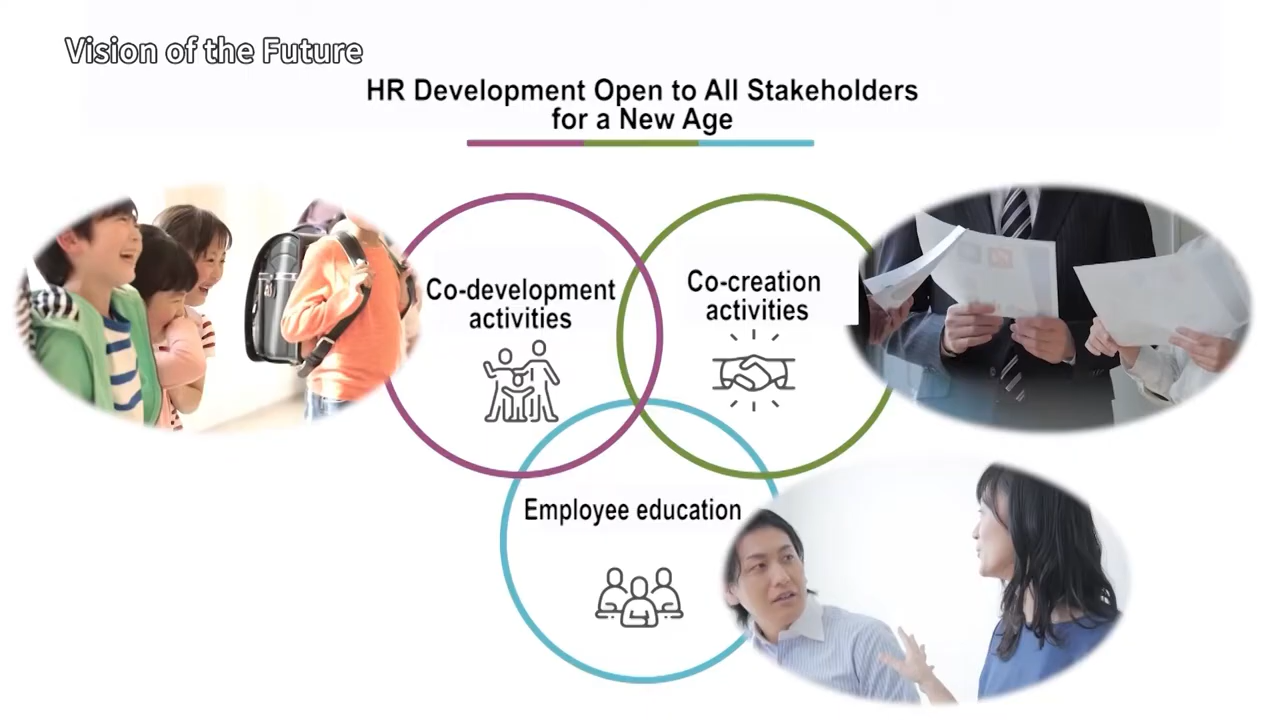 Vision of the Future
HR Development Open to All Stakeholders
for a New Age
Co-development
activities
Co-creation
activities
Employee education